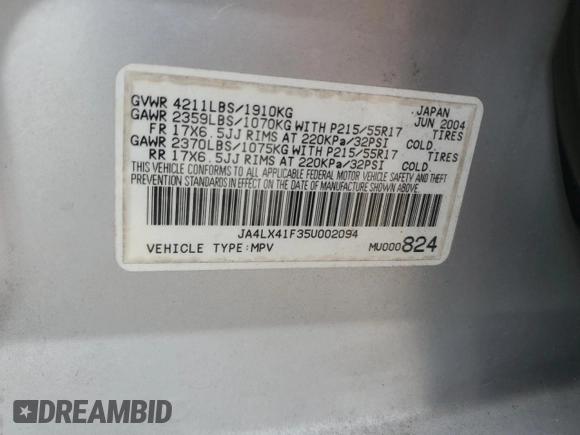 GVWR 4211LBS/1910KG JAPAN
GAWR 2359LBS/1070KG WITH P215/55R17 JUN 2004
FR 17X6.5JJ RIMS AT 220KPa/32PSI COLD. TIRES
GAWR 2370LBS/1075KG WITH P215/55R17 TIRES
RR 17X6.5JJ RIMS AT 220KPa/32PSI COLD.
THIS VEHICLE CONFORMS TO ALL APPLICABLE FEDERAL MOTOR VEHICLE SAFETY AND THEFT
PREVENTION STANDARDS IN EFFECT ON THE DATE OF MANUFACTURE SHOWN ABOVE.
JA4LX41F35U002094
VEHICLE TYPE:MPV MU000824
DREAMBID